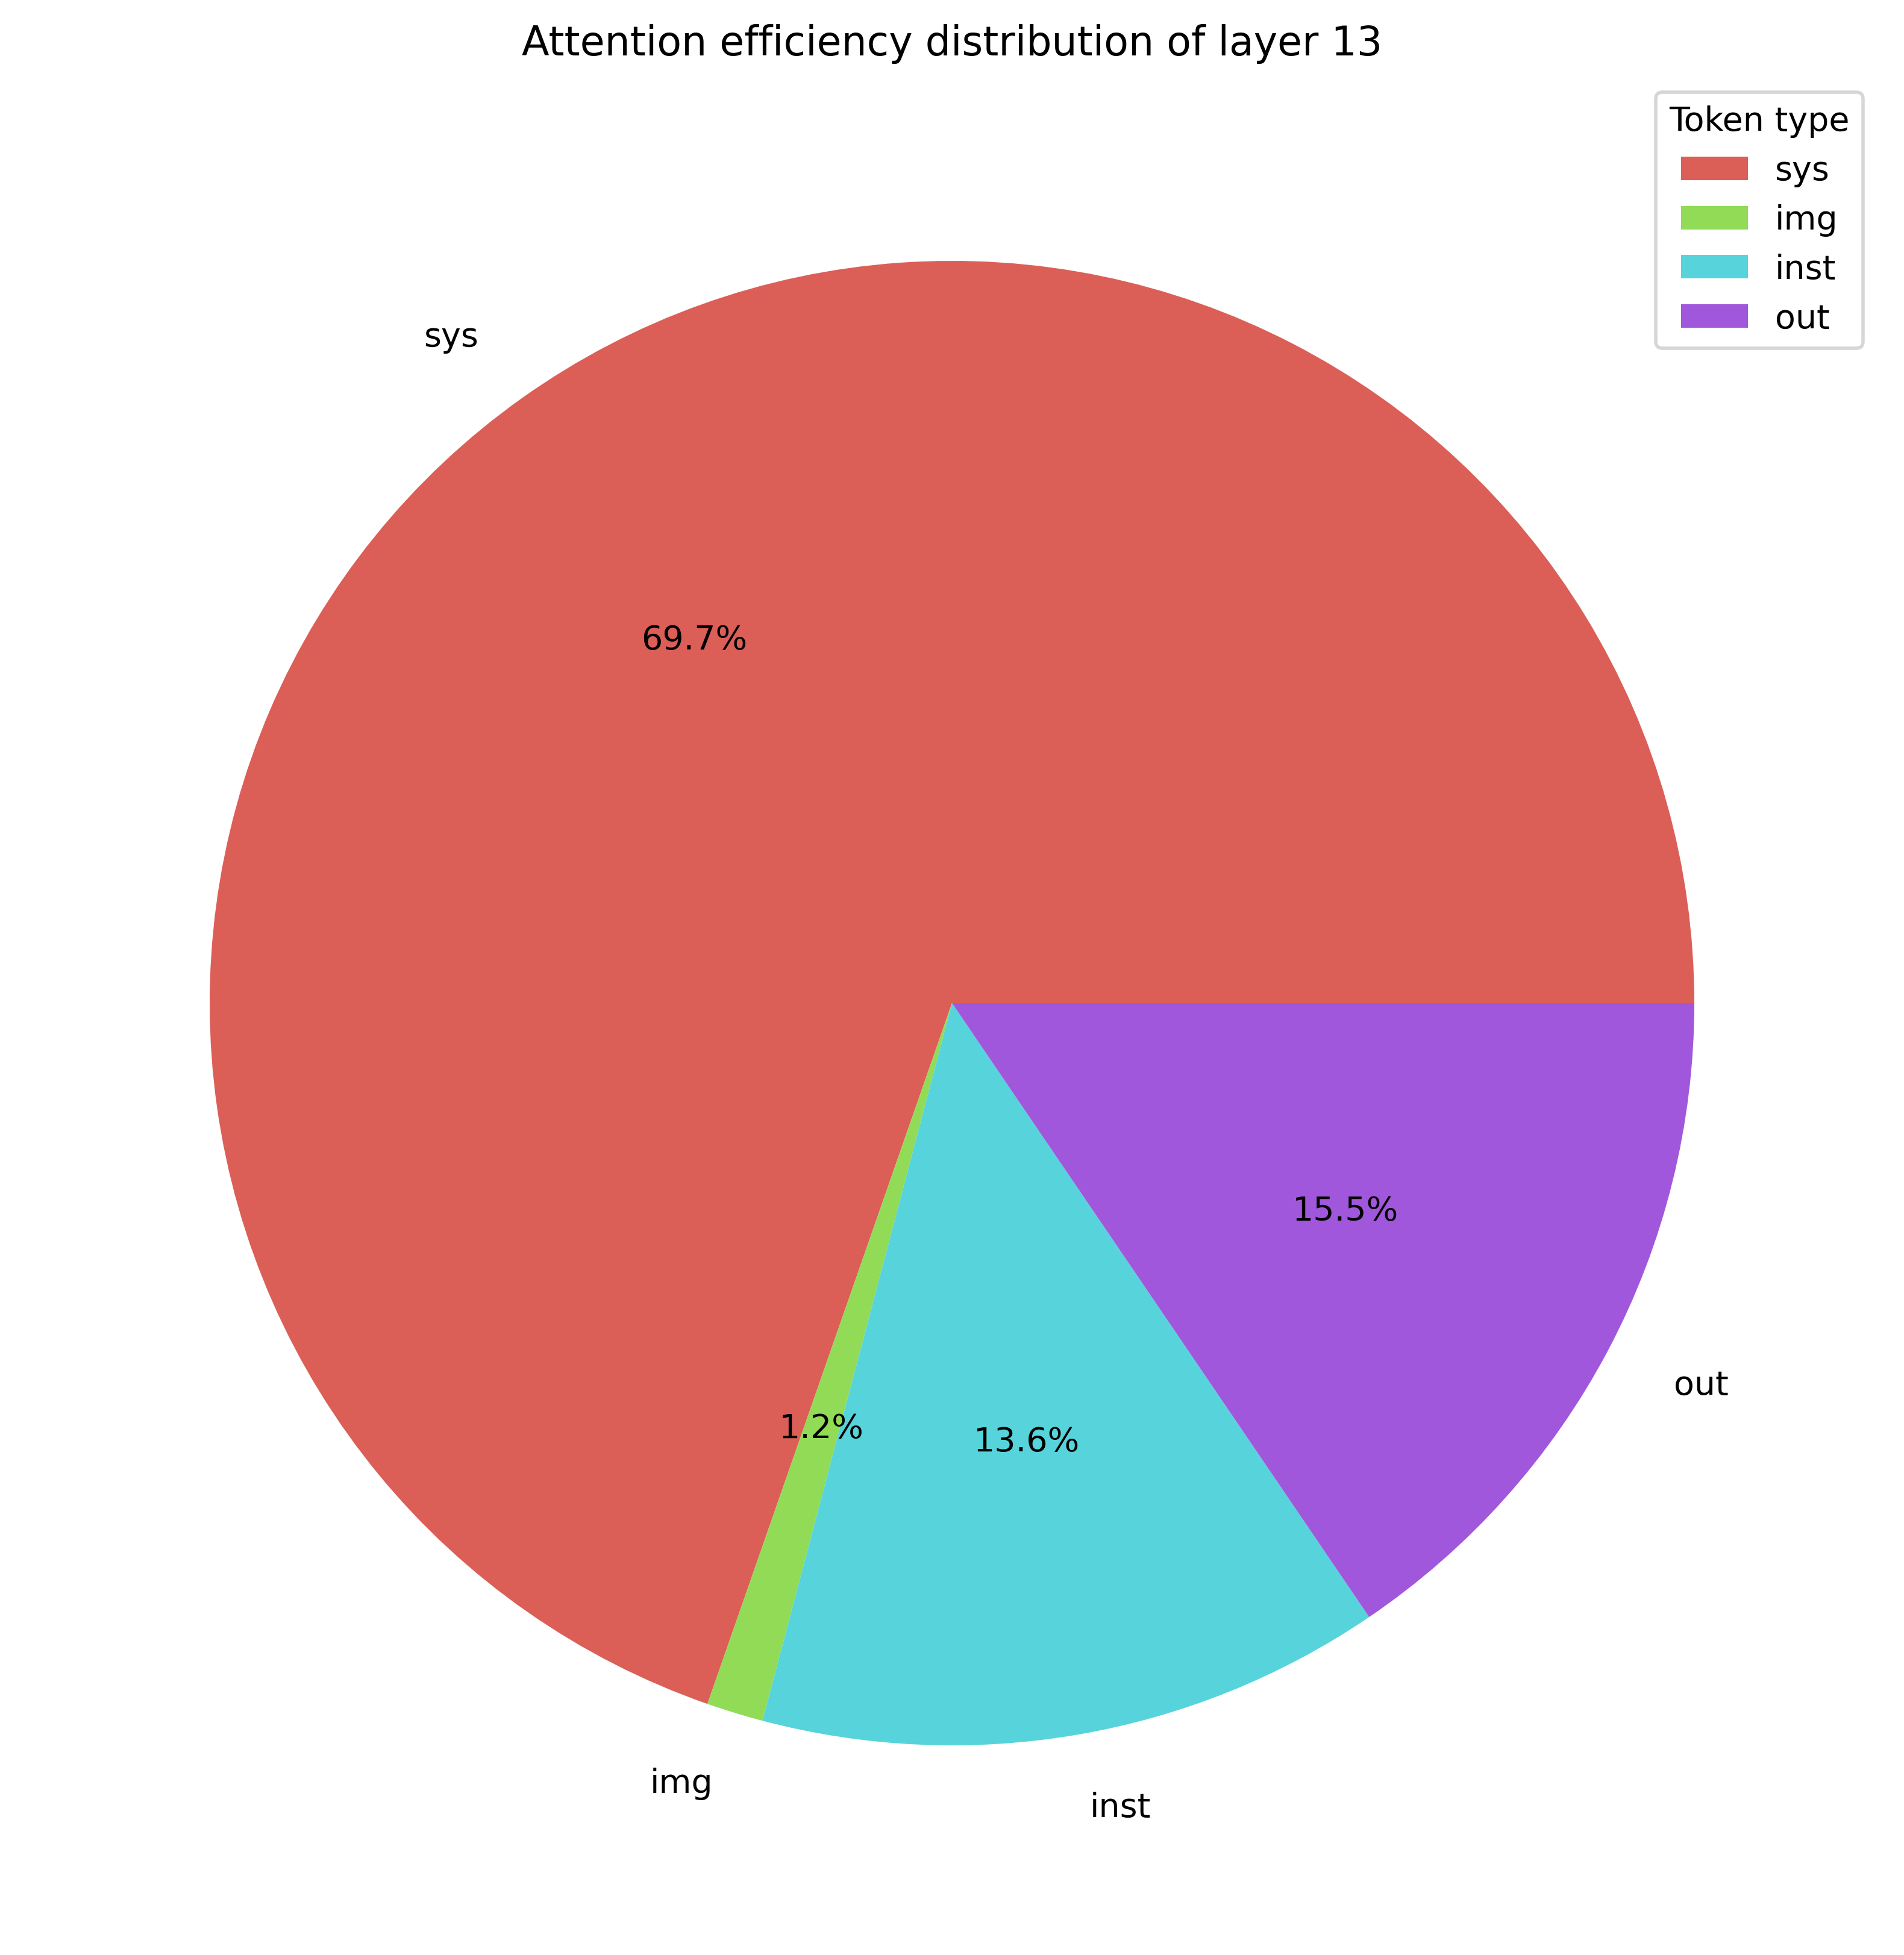 Attention efficiency distribution of layer 13
Token type
sys
img
inst
out
sys
69.7%
15.5%
out
1.2%
13.6%
img
inst